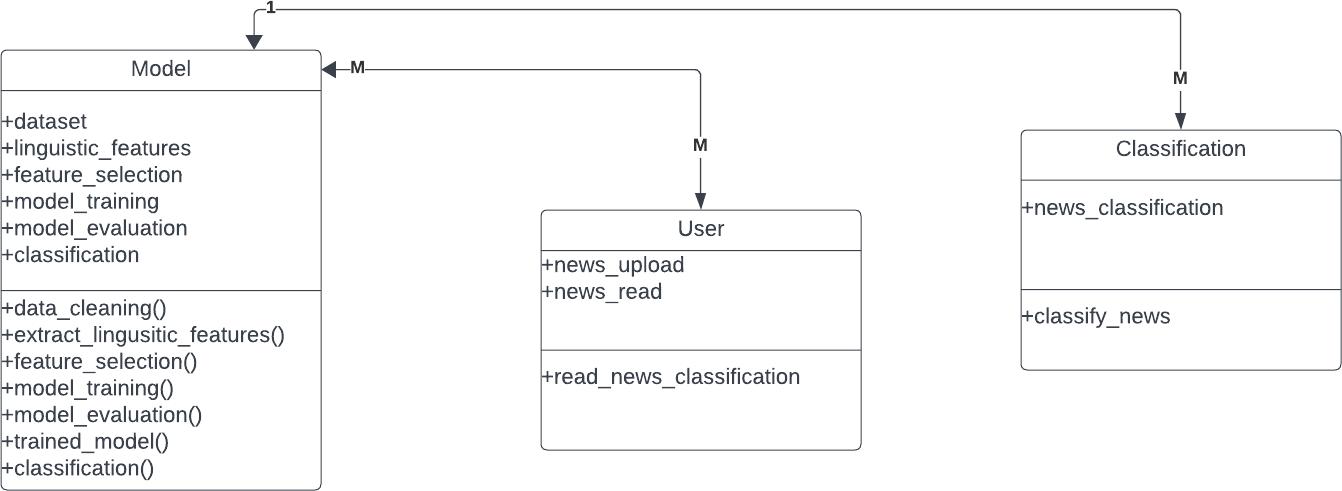 1
Model
M
+dataset
+linguistic_features
+feature_selection
+model_training
+model_evaluation
+classification
+data_cleaning()
+extract_lingusitic_features()
+feature_selection()
+model_training()
+model_evaluation()
+trained_model()
+classification()
M
User
+news_upload
+news_read
+read_news_classification
M
Classification
+news_classification
+classify_news